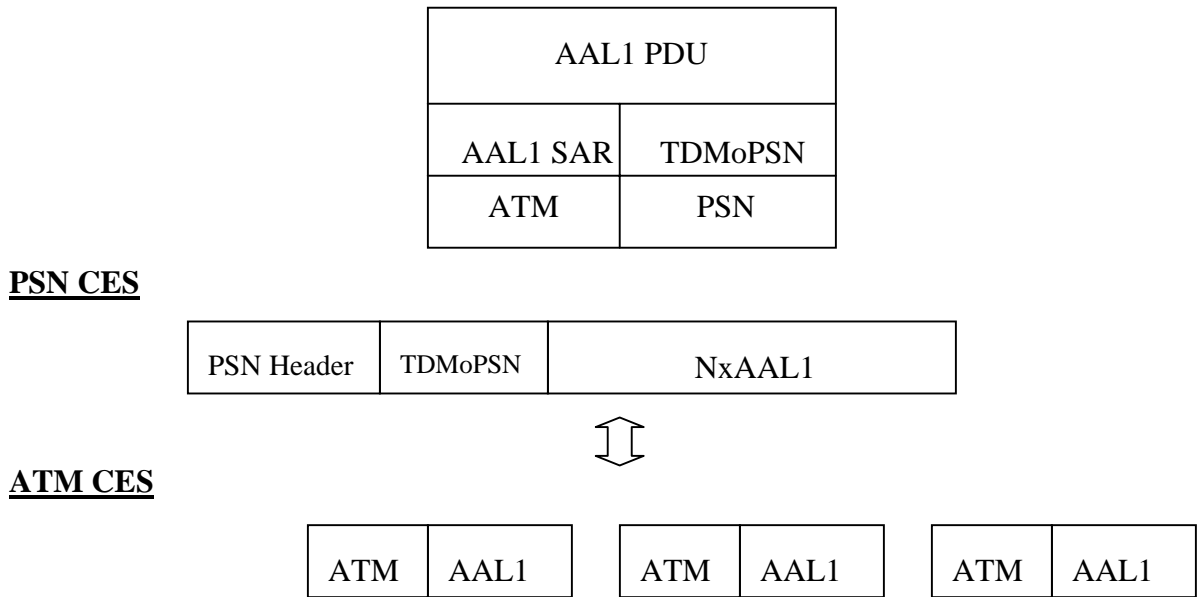 AAL1 PDU
AAL1 SAR TDMoPSN
ATM PSN
PSN CES
PSN Header TDMoPSN NxAAL1
ATM CES
ATM AAL1 ATM AAL1 ATM AAL1